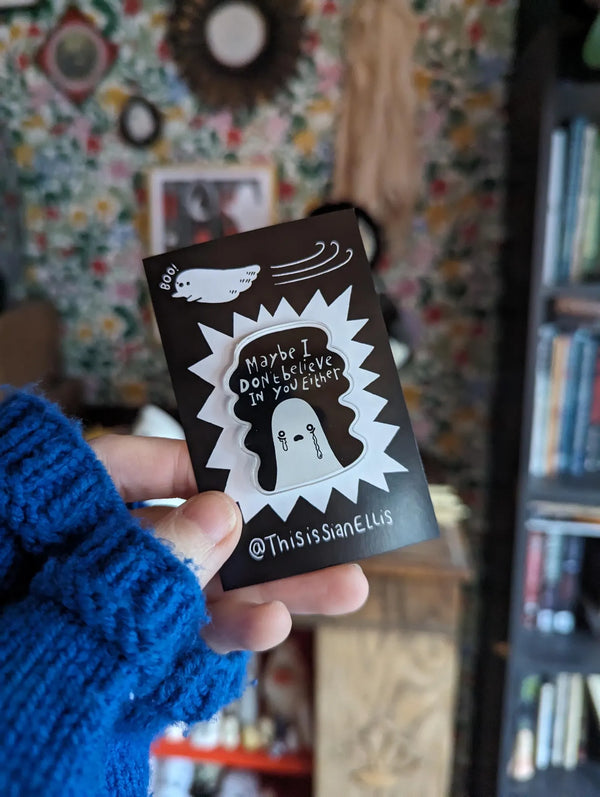 BOO!
Maybe I
DON't believe
IN you Either
@ThisisSianEllis